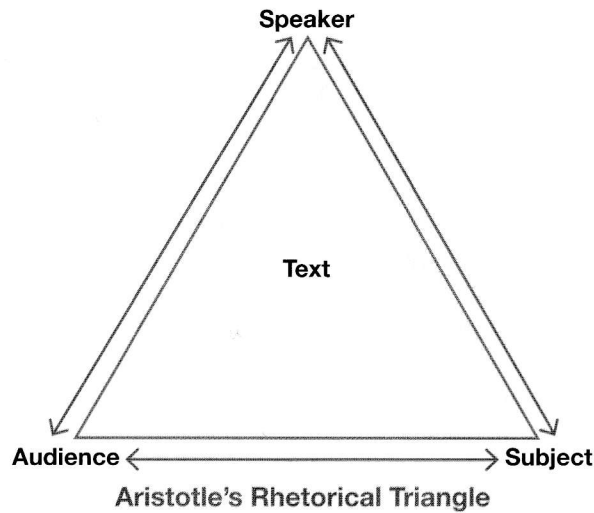 Speaker
Text
Audience
Subject
Aristotle's Rhetorical Triangle